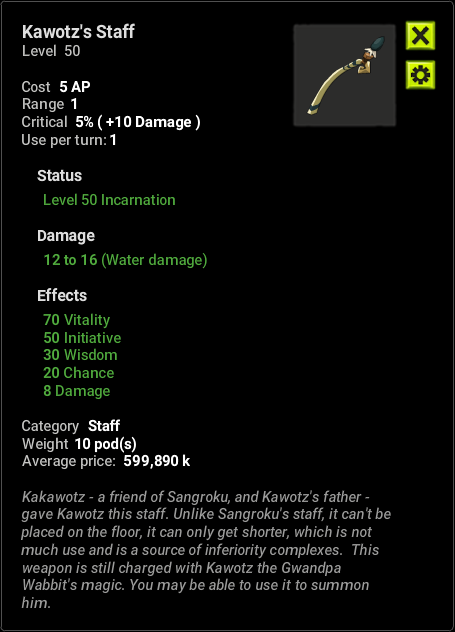 Kawotz's Staff
Level 50
Cost 5 AP
Range 1
Critical 5% ( +10 Damage )
Use per turn: 1
Status
Level 50 Incarnation
Damage
12 to 16 (Water damage)
Effects
70 Vitality
50 Initiative
30 Wisdom
20 Chance
8 Damage
Category Staff
Weight 10 pod(s)
Average price: 599,890 k
Kakawotz - a friend of Sangroku, and Kawotz's father -
gave Kawotz this staff. Unlike Sangroku's staff, it can't be
placed on the floor, it can only get shorter, which is not
much use and is a source of inferiority complexes. This
weapon is still charged with Kawotz the Gwandpa
Wabbit's magic. You may be able to use it to summon
him.